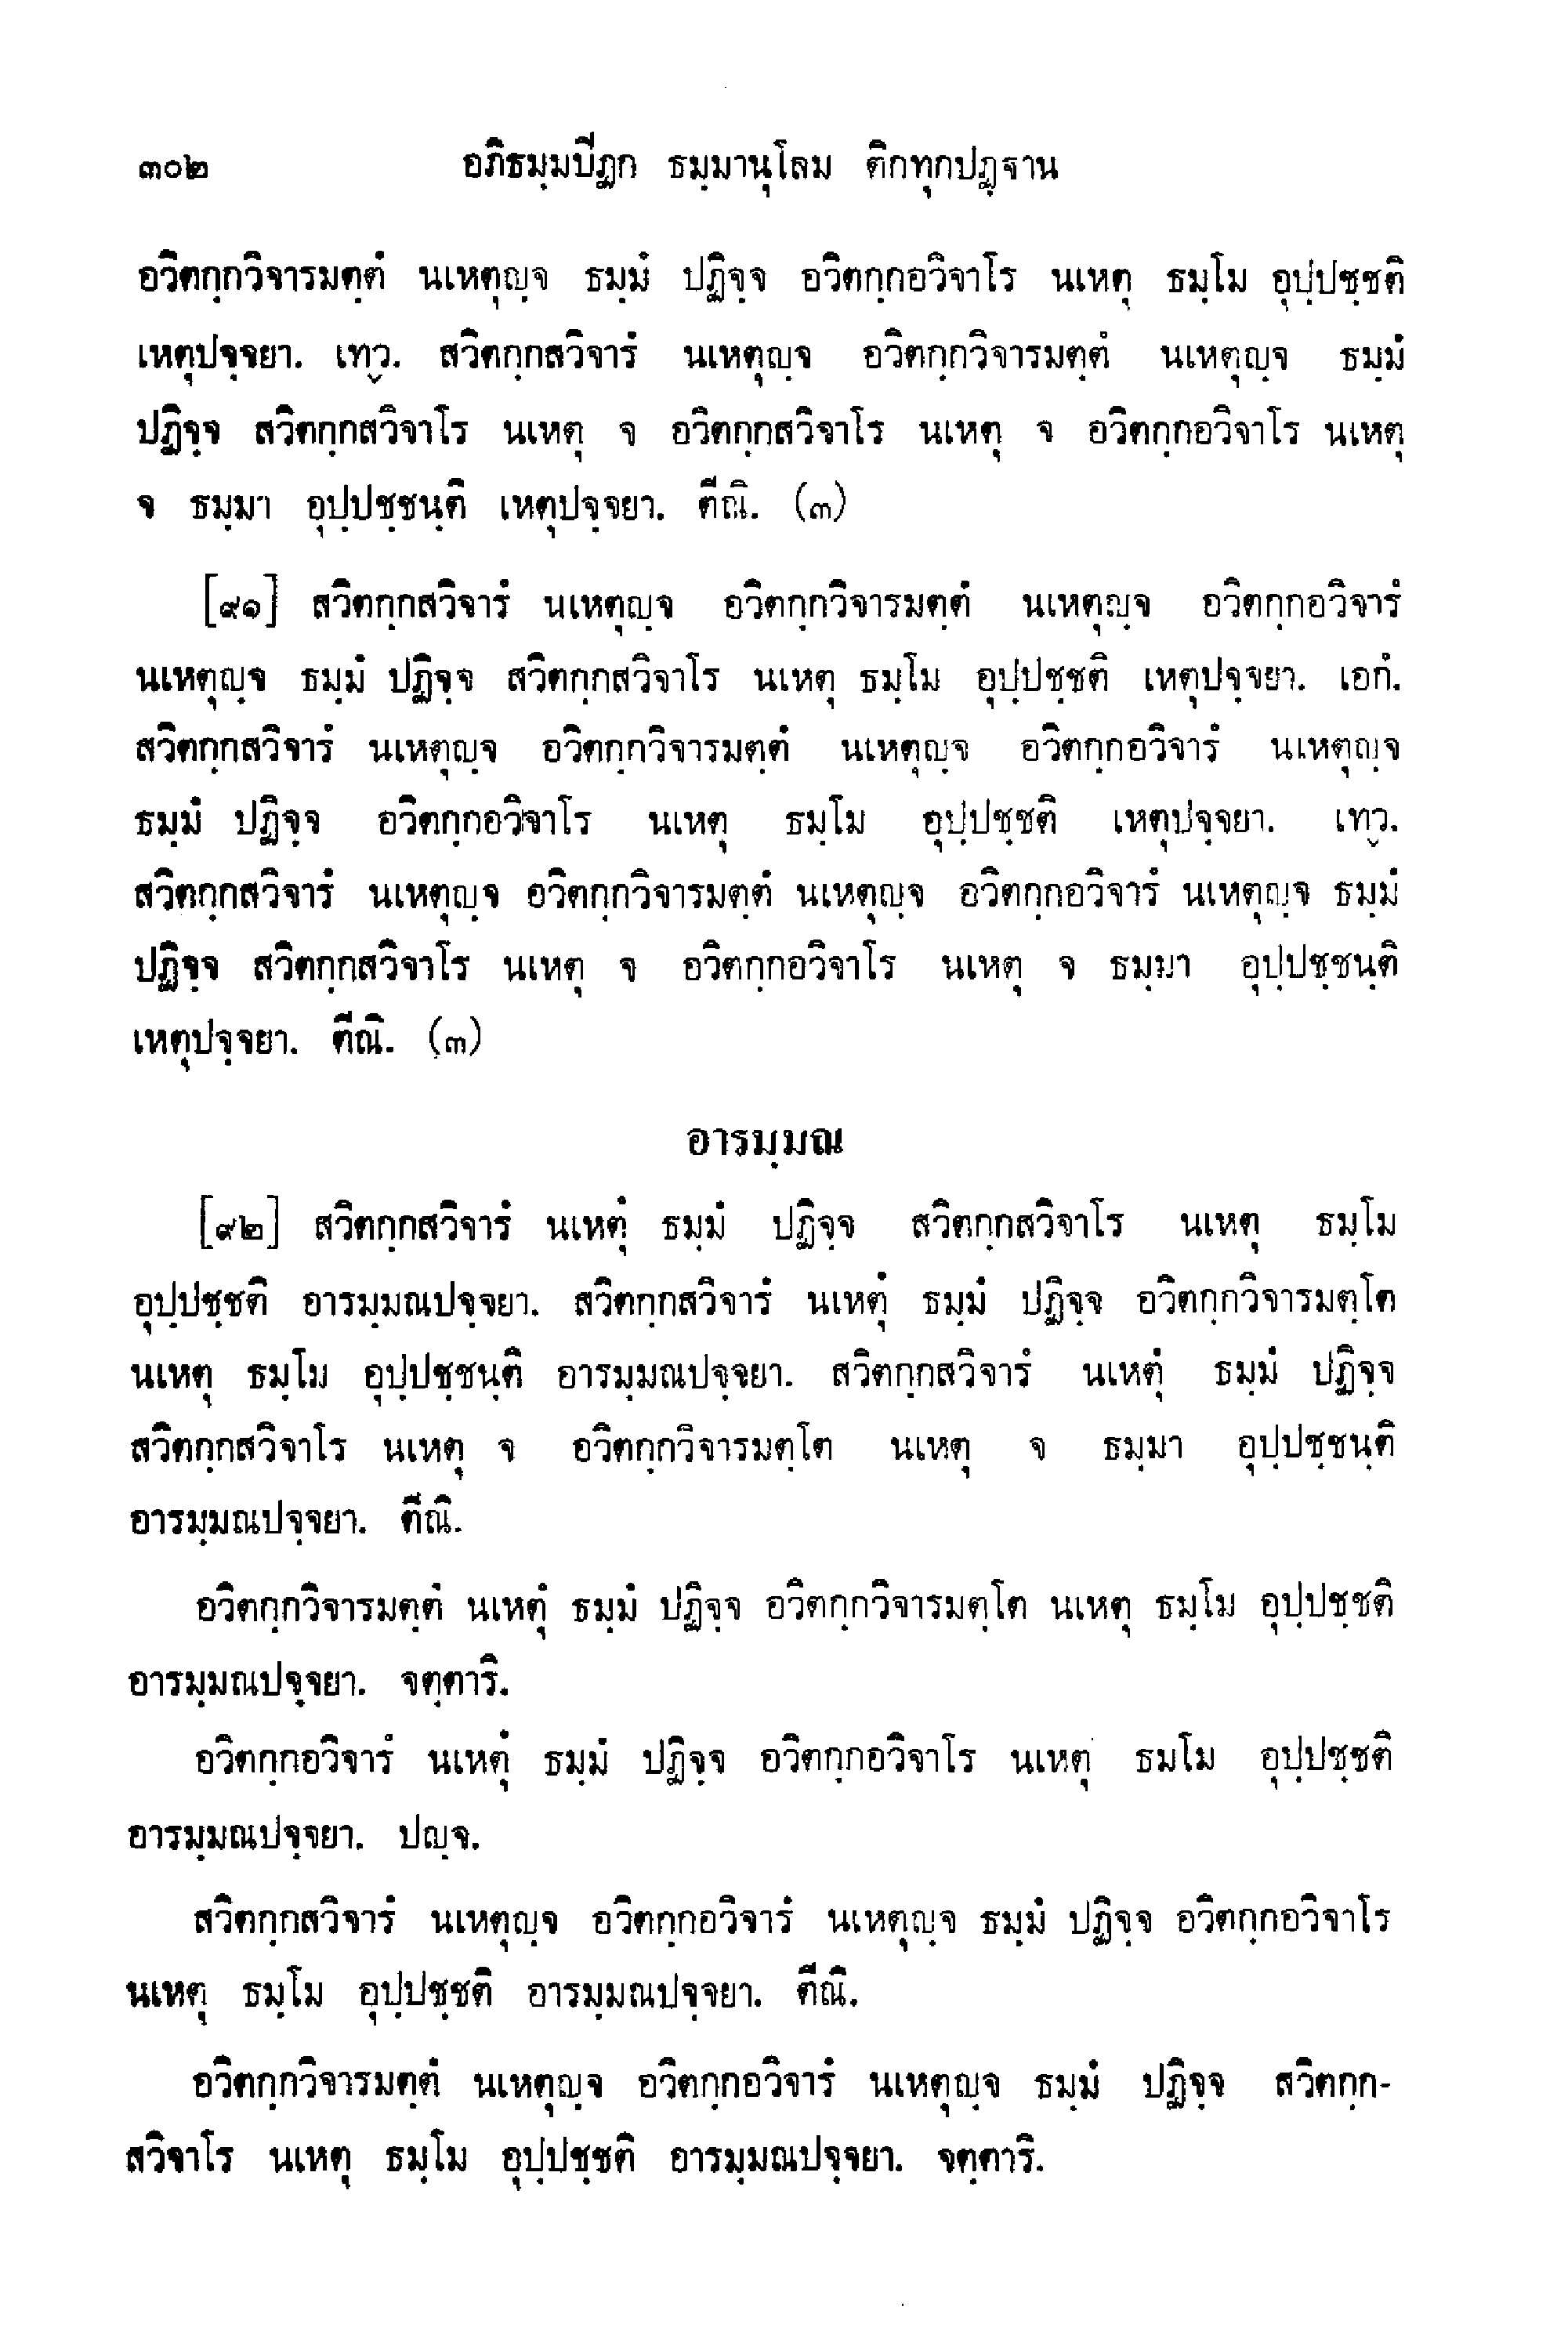 ๓๐๒ อภิธมฺมปีฏก ธมฺมานุโลม ติกทุกปฏฺฐาน
อวิตกฺกวิจารมตฺตํ นเหตุญฺจ ธมฺมํ ปฏิจฺจ อวิตกฺกอวิจาโร นเหตุ ธมฺโม อุปฺปชฺชติ
เหตุปจฺจยา. เทฺว. สวิตกฺกสวิจารํ นเหตุญฺจ อวิตกฺกวิจารมตฺตํ นเหตุญฺจ ธมฺมํ
ปฏิจฺจ สวิตกฺกสวิจาโร นเหตุ จ อวิตกฺกสวิจาโร นเหตุ จ อวิตกฺกอวิจาโร นเหตุ
จ ธมฺมา อุปฺปชฺชนฺติ เหตุปจฺจยา. ตีณิ. (๓)
[๙๑] สวิตกฺกสวิจารํ นเหตุญฺจ อวิตกฺกวิจารมตฺตํ นเหตุญฺจ อวิตกฺกอวิจารํ
นเหตุญฺจ ธมฺมํ ปฏิจฺจ สวิตกฺกสวิจาโร นเหตุ ธมฺโม อุปฺปชฺชติ เหตุปจฺจยา. เอกํ.
สวิตกฺกสวิจารํ นเหตุญฺจ อวิตกฺกวิจารมตฺตํ นเหตุญฺจ อวิตกฺกอวิจารํ นเหตุญฺจ
ธมฺมํ ปฏิจฺจ อวิตกฺกอวิจาโร นเหตุ ธมฺโม อุปฺปชฺชติ เหตุปจฺจยา. เทฺว.
สวิตกฺกสวิจารํ นเหตุญฺจ อวิตกฺกวิจารมตฺตํ นเหตุญฺจ อวิตกฺกอวิจารํ นเหตุญฺจ ธมฺมํ
ปฏิจฺจ สวิตกฺกสวิจาโร นเหตุ จ อวิตกฺกอวิจาโร นเหตุ จ ธมฺมา อุปฺปชฺชนฺติ
เหตุปจฺจยา. ตีณิ. (๓)
อารมฺมณ
[๙๒] สวิตกฺกสวิจารํ นเหตุํ ธมฺมํ ปฏิจฺจ สวิตกฺกสวิจาโร นเหตุ ธมฺโม
อุปฺปชฺชติ อารมฺมณปจฺจยา. สวิตกฺกสวิจารํ นเหตุํ ธมฺมํ ปฏิจฺจ อวิตกฺกวิจารมตฺโต
นเหตุ ธมฺโม อุปฺปชฺชนฺติ อารมฺมณปจฺจยา. สวิตกฺกสวิจารํ นเหตุํ ธมฺมํ ปฏิจฺจ
สวิตกฺกสวิจาโร นเหตุ จ อวิตกฺกวิจารมตฺโต นเหตุ จ ธมฺมา อุปฺปชฺชนฺติ
อารมฺมณปจฺจยา. ตีณิ.
อวิตกฺกวิจารมตฺตํ นเหตุํ ธมฺมํ ปฏิจฺจ อวิตกฺกวิจารมตฺโต นเหตุ ธมฺโม อุปฺปชฺชติ
อารมฺมณปจฺจยา. จตฺตาริ.
อวิตกฺกอวิจารํ นเหตุํ ธมฺมํ ปฏิจฺจ อวิตกฺกอวิจาโร นเหตุ ธมโม อุปฺปชฺชติ
อารมฺมณปจฺจยา. ปญฺจ.
สวิตกฺกสวิจารํ นเหตุญฺจ อวิตกฺกอวิจารํ นเหตุญฺจ ธมฺมํ ปฏิจฺจ อวิตกฺกอวิจาโร
นเหตุ ธมฺโม อุปฺปชฺชติ อารมฺมณปจฺจยา. ตีณิ.
อวิตกฺกวิจารมตฺตํ นเหตุญฺจ อวิตกฺกอวิจารํ นเหตุญฺจ ธมฺมํ ปฏิจฺจ สวิตกฺก-
สวิจาโร นเหตุ ธมฺโม อุปฺปชฺชติ อารมฺมณปจฺจยา. จตฺตาริ.